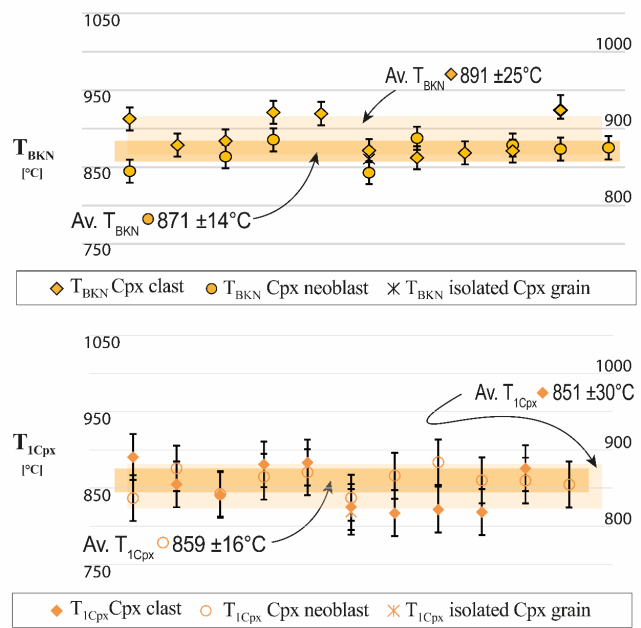 1050
1000
950
Av. TBKN 891 ±25°C
900
TBKN
[°C]
850
Av. TBKN 871 ±14°C
800
750
TBKN Cpx clast TBKN Cpx neoblast TBKN isolated Cpx grain
1050
1000
Av. T1Cpx 851 ±30°C
950
T1Cpx
[°C]
900
850
800
Av. T1Cpx 859 ±16°C
750
T1Cpx Cpx clast T1Cpx Cpx neoblast T1Cpx isolated Cpx grain